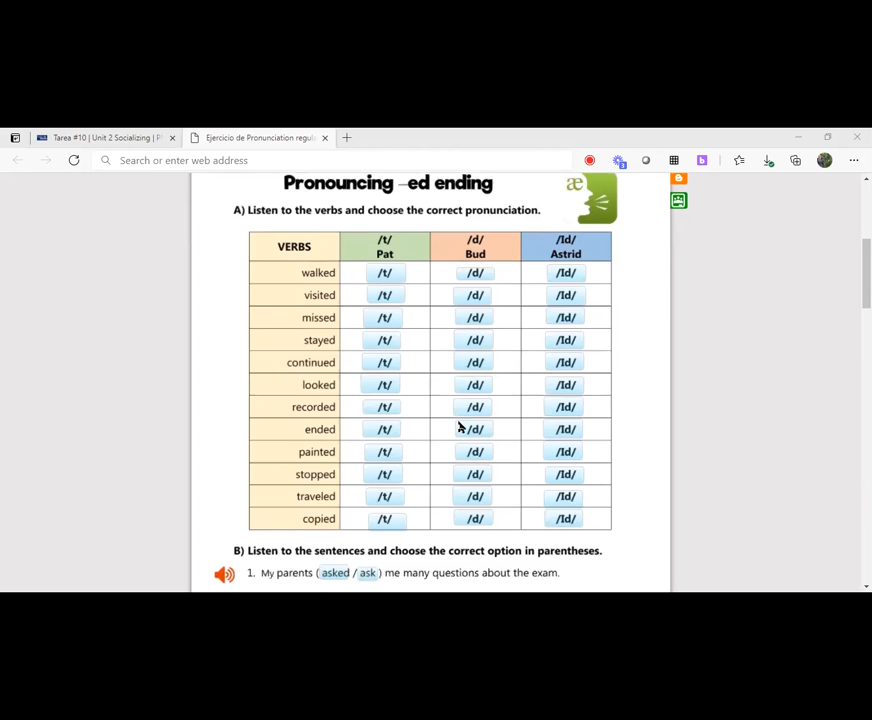 Tarea #10 | Unit 2 Socializing | P
Ejercicio de Pronunciation regula
Search or enter web address
Pronouncing –ed ending
æ
A) Listen to the verbs and choose the correct pronunciation.
VERBS /t/ Pat /d/ Bud /Id/ Astrid
walked /t/ /d/ /Id/
visited /t/ /d/ /Id/
missed /t/ /d/ /Id/
stayed /t/ /d/ /Id/
continued /t/ /d/ /Id/
looked /t/ /d/ /Id/
recorded /t/ /d/ /Id/
ended /t/ /d/ /Id/
painted /t/ /d/ /Id/
stopped /t/ /d/ /Id/
traveled /t/ /d/ /Id/
copied /t/ /d/ /Id/
B) Listen to the sentences and choose the correct option in parentheses.
1. My parents ( asked / ask ) me many questions about the exam.